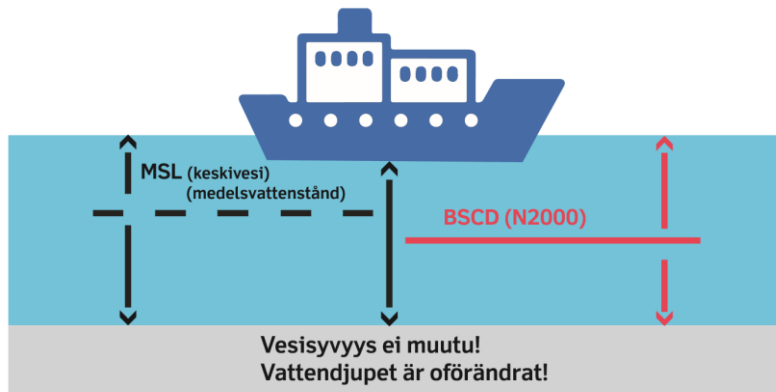 MSL (keskivesi)
(medelsvattenstånd)
BSCD (N2000)
Vesisyvyys ei muutu!
Vattendjupet är oförändrat!